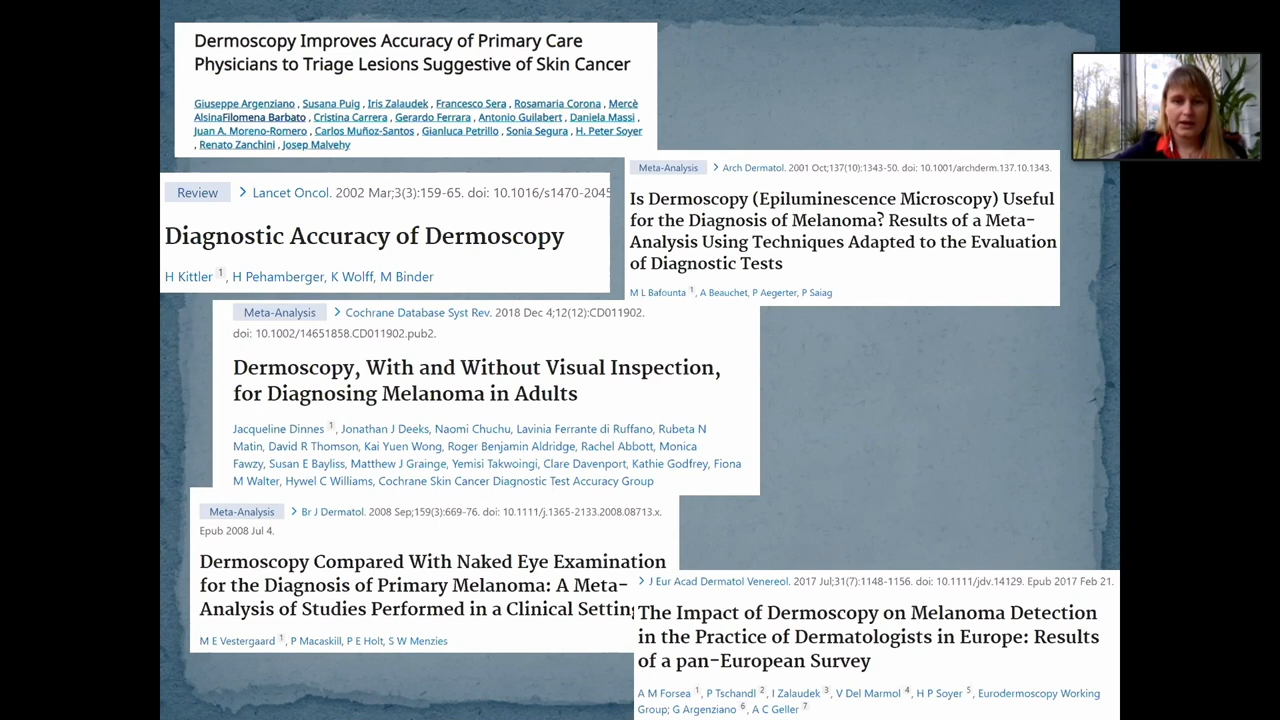 Dermoscopy Improves Accuracy of Primary Care
Physicians to Triage Lesions Suggestive of Skin Cancer
Giuseppe Argenziano , Susana Puig , Iris Zalaudek , Francesco Sera , Rosamaria Corona , Mercè
AlsinaFilomena Barbato , Cristina Carrera , Gerardo Ferrara , Antonio Guilabert , Daniela Massi ,
Juan A. Moreno-Romero , Carlos Muñoz-Santos , Gianluca Petrillo , Sonia Segura , H. Peter Soyer
, Renato Zanchini , Josep Malvehy
Review > Lancet Oncol. 2002 Mar;3(3):159-65. doi: 10.1016/s1470-2045
Diagnostic Accuracy of Dermoscopy
H Kittler 1, H Pehamberger, K Wolff, M Binder
Meta-Analysis > Arch Dermatol. 2001 Oct;137(10):1343-50. doi: 10.1001/archderm.137.10.1343.
Is Dermoscopy (Epiluminescence Microscopy) Useful
for the Diagnosis of Melanoma? Results of a Meta-
Analysis Using Techniques Adapted to the Evaluation
of Diagnostic Tests
M L Bafounta 1, A Beauchet, P Aegerter, P Saiag
Meta-Analysis > Cochrane Database Syst Rev. 2018 Dec 4;12(12):CD011902.
doi: 10.1002/14651858.CD011902.pub2.
Dermoscopy, With and Without Visual Inspection,
for Diagnosing Melanoma in Adults
Jacqueline Dinnes 1, Jonathan J Deeks, Naomi Chuchu, Lavinia Ferrante di Ruffano, Rubeta N
Matin, David R Thomson, Kai Yuen Wong, Roger Benjamin Aldridge, Rachel Abbott, Monica
Fawzy, Susan E Bayliss, Matthew J Grainge, Yemisi Takwoingi, Clare Davenport, Kathie Godfrey, Fiona
M Walter, Hywel C Williams, Cochrane Skin Cancer Diagnostic Test Accuracy Group
Meta-Analysis > Br J Dermatol. 2008 Sep;159(3):669-76. doi: 10.1111/j.1365-2133.2008.08713.x.
Epub 2008 Jul 4.
Dermoscopy Compared With Naked Eye Examination
for the Diagnosis of Primary Melanoma: A Meta-
Analysis of Studies Performed in a Clinical Setting
M E Vestergaard 1, P Macaskill, P E Holt, S W Menzies
> J Eur Acad Dermatol Venereol. 2017 Jul;31(7):1148-1156. doi: 10.1111/jdv.14129. Epub 2017 Feb 21.
The Impact of Dermoscopy on Melanoma Detection
in the Practice of Dermatologists in Europe: Results
of a pan-European Survey
A M Forsea 1, P Tschandl 2, I Zalaudek 3, V Del Marmol 4, H P Soyer 5, Eurodermoscopy Working
Group; G Argenziano 6, A C Geller 7